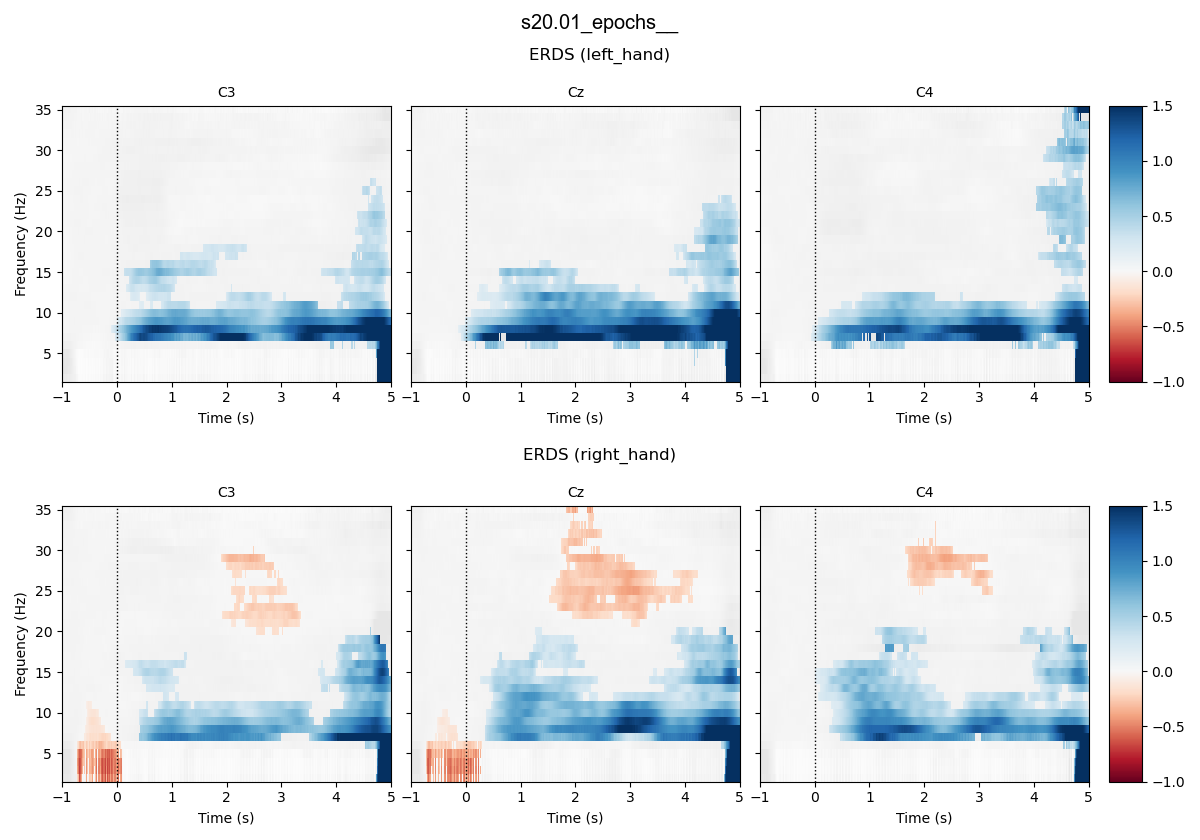 s20.01_epochs__
ERDS (left_hand)
C3 Cz C4
35
30
25
20
15
10
5
Frequency (Hz)
−1 0 1 2 3 4 5
−1 0 1 2 3 4 5
−1 0 1 2 3 4 5
Time (s) Time (s) Time (s)
1.5
1.0
0.5
0.0
−0.5
−1.0
ERDS (right_hand)
C3 Cz C4
35
30
25
20
15
10
5
Frequency (Hz)
−1 0 1 2 3 4 5
−1 0 1 2 3 4 5
−1 0 1 2 3 4 5
Time (s) Time (s) Time (s)
1.5
1.0
0.5
0.0
−0.5
−1.0